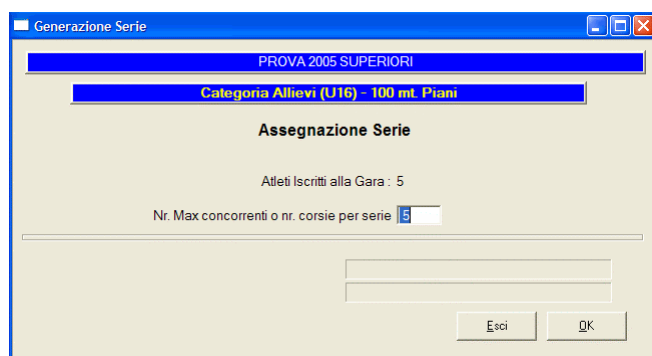 Generazione Serie
PROVA 2005 SUPERIORI
Categoria Allievi (U16) - 100 mt. Piani
Assegnazione Serie
Atleti Iscritti alla Gara : 5
Nr. Max concorrenti o nr. corsie per serie 5
Esci OK